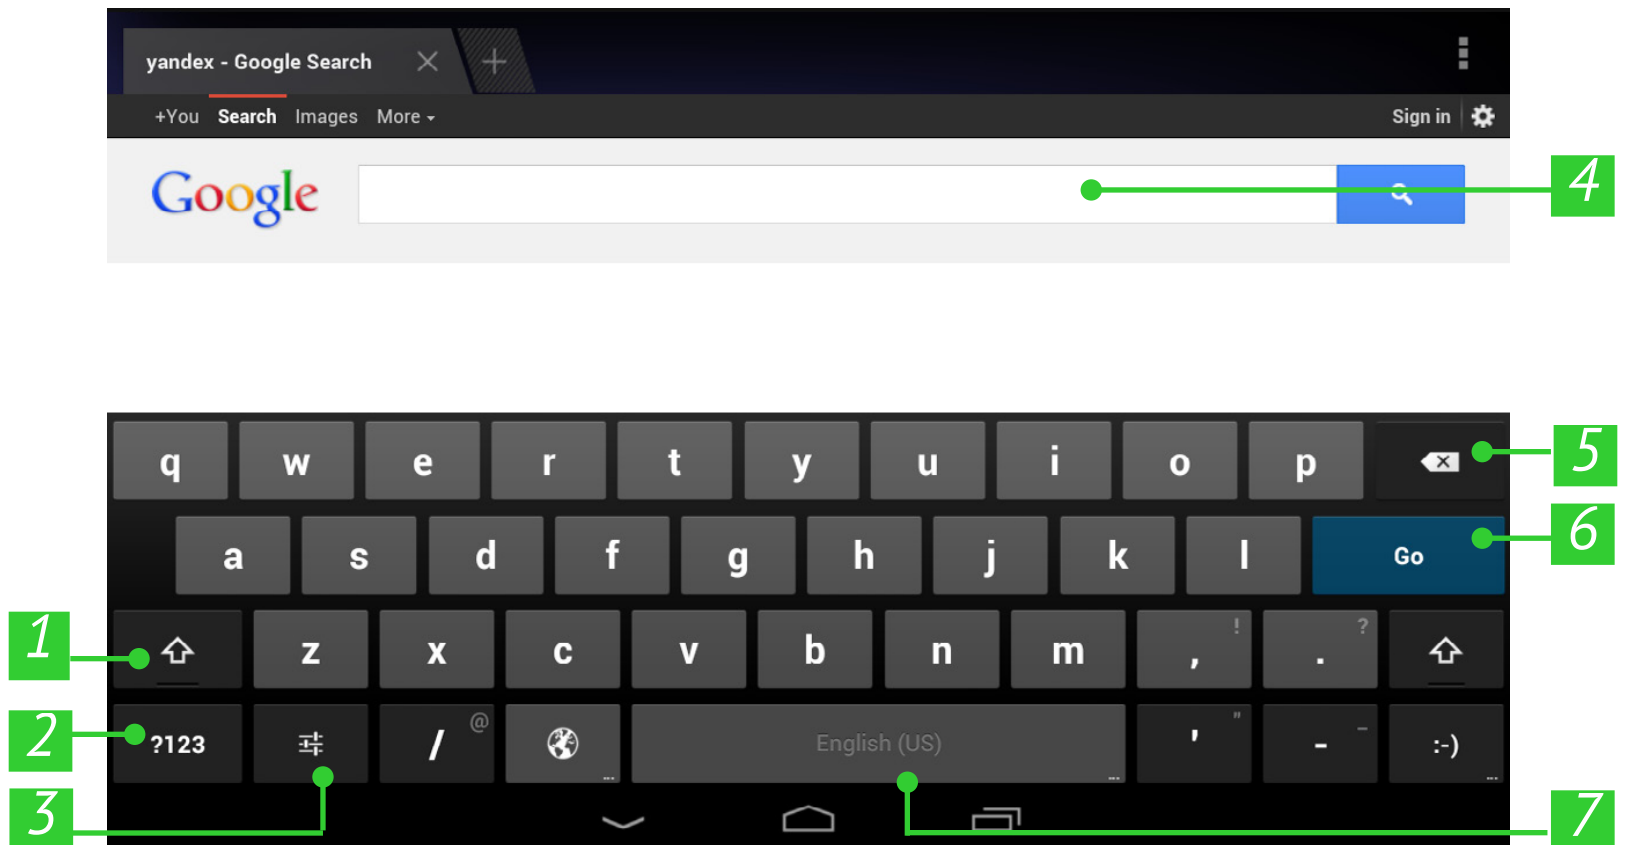 yandex - Google Search
+You Search Images More Sign in
Google
4
q w e r t y u i o p
5
a s d f g h j k l Go
6
1
z x c v b n m , ! . ?
2
?123 / @ English (US) ' " - _ :-)
3
7